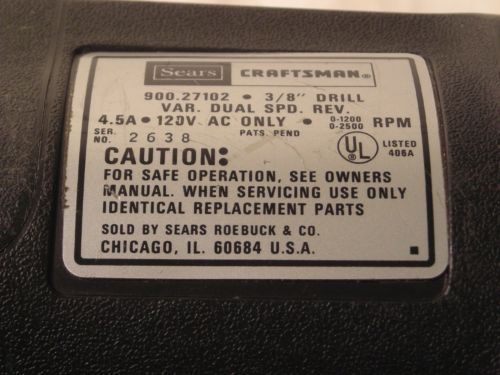 Sears CRAFTSMAN®
900.27102 • 3/8" DRILL
VAR. DUAL SPD. REV.
4.5A • 120V AC ONLY • 0-1200 0-2500 RPM
SER. NO. 2638 PATS. PEND
UL® LISTED 406A
CAUTION:
FOR SAFE OPERATION, SEE OWNERS
MANUAL. WHEN SERVICING USE ONLY
IDENTICAL REPLACEMENT PARTS
SOLD BY SEARS ROEBUCK & CO.
CHICAGO, IL. 60684 U.S.A.